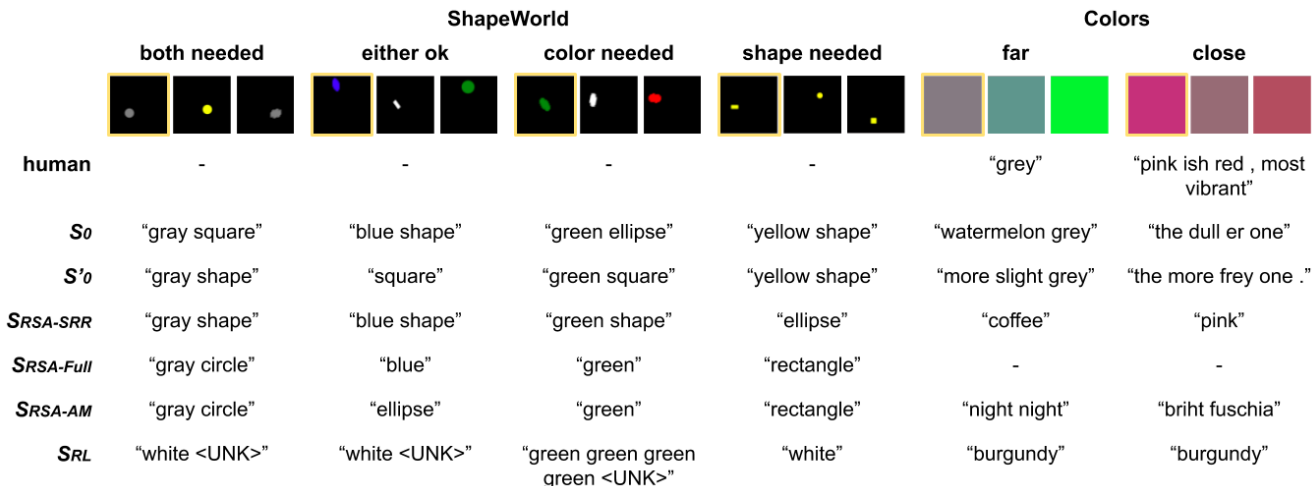 ShapeWorld Colors
both needed either ok color needed shape needed far close
human - - - - “grey” “pink ish red , most vibrant”
S0 “gray square” “blue shape” “green ellipse” “yellow shape” “watermelon grey” “the dull er one”
S’0 “gray shape” “square” “green square” “yellow shape” “more slight grey” “the more frey one .”
SRSA-SRR “gray shape” “blue shape” “green shape” “ellipse” “coffee” “pink”
SRSA-Full “gray circle” “blue” “green” “rectangle” - -
SRSA-AM “gray circle” “ellipse” “green” “rectangle” “night night” “briht fuschia”
SRL “white <UNK>” “white <UNK>” “green green green green <UNK>” “white” “burgundy” “burgundy”